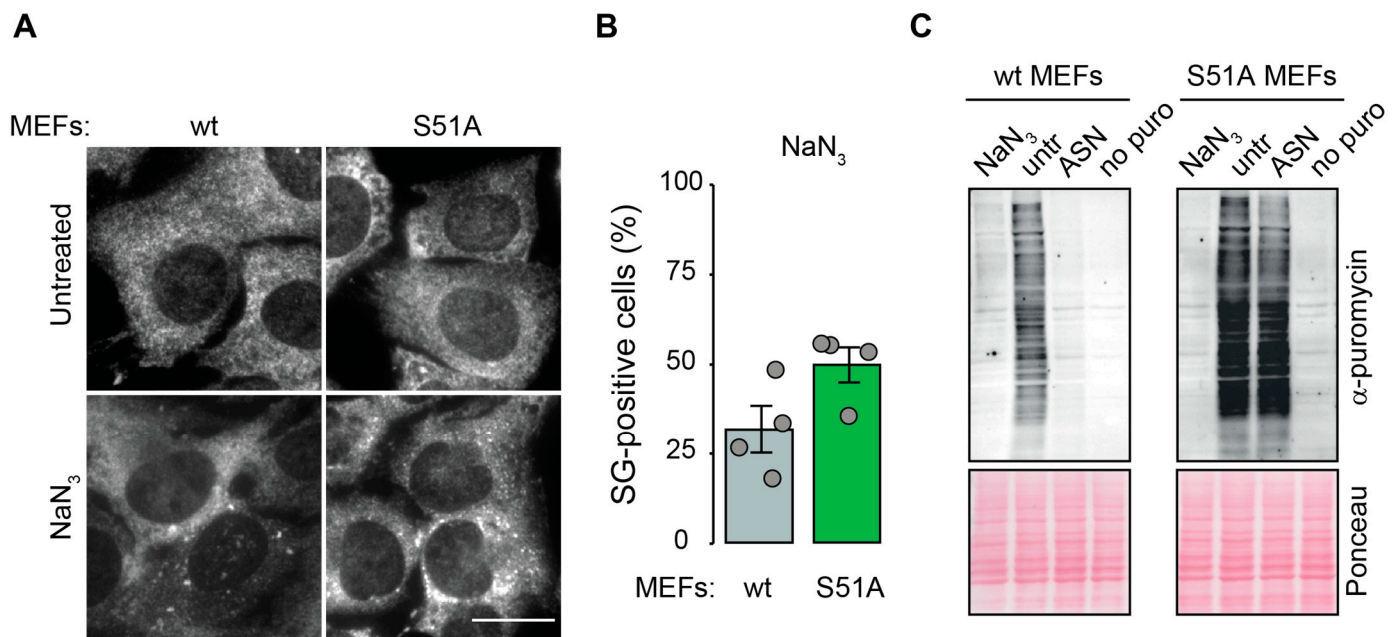 A
MEFs:
wt
S51A
Untreated
NaN₃
B
NaN₃
SG-positive cells (%)
100
75
50
25
0
MEFs: wt S51A
C
wt MEFs
S51A MEFs
NaN₃ untr ASN no puro
NaN₃ untr ASN no puro
α-puromycin
Ponceau